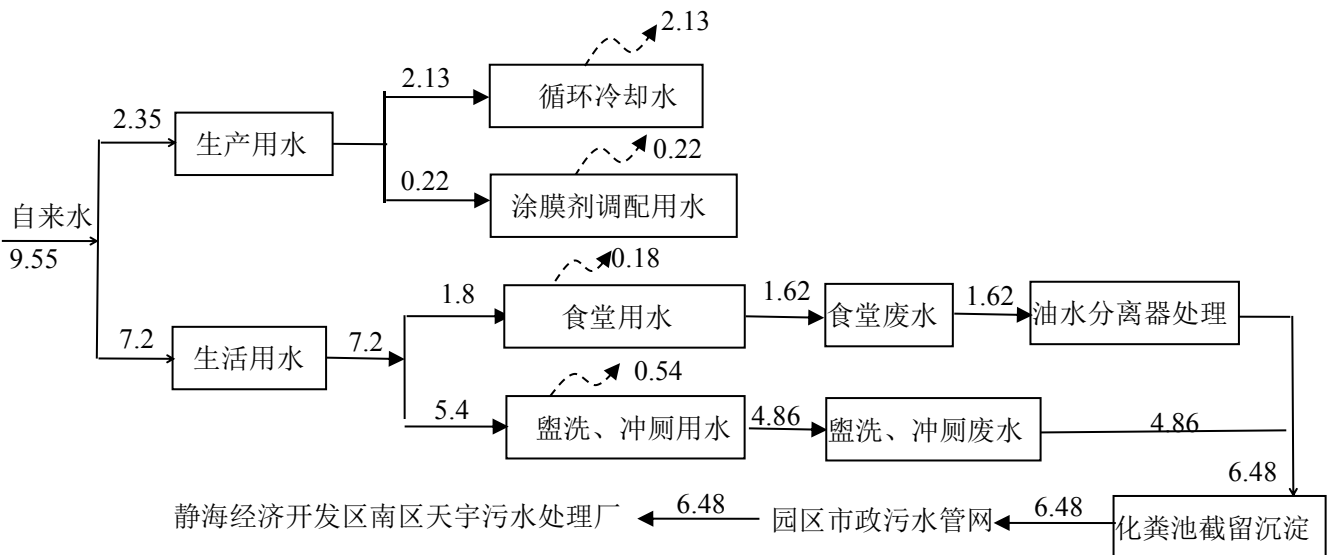 2.13
2.13
循环冷却水
2.35
生产用水
0.22
0.22
涂膜剂调配用水
自来水
9.55
0.18
1.8
食堂用水
1.62
食堂废水
1.62
油水分离器处理
7.2
生活用水
7.2
0.54
5.4
盥洗、冲厕用水
4.86
盥洗、冲厕废水
4.86
6.48
静海经济开发区南区天宇污水处理厂
6.48
园区市政污水管网
6.48
化粪池截留沉淀